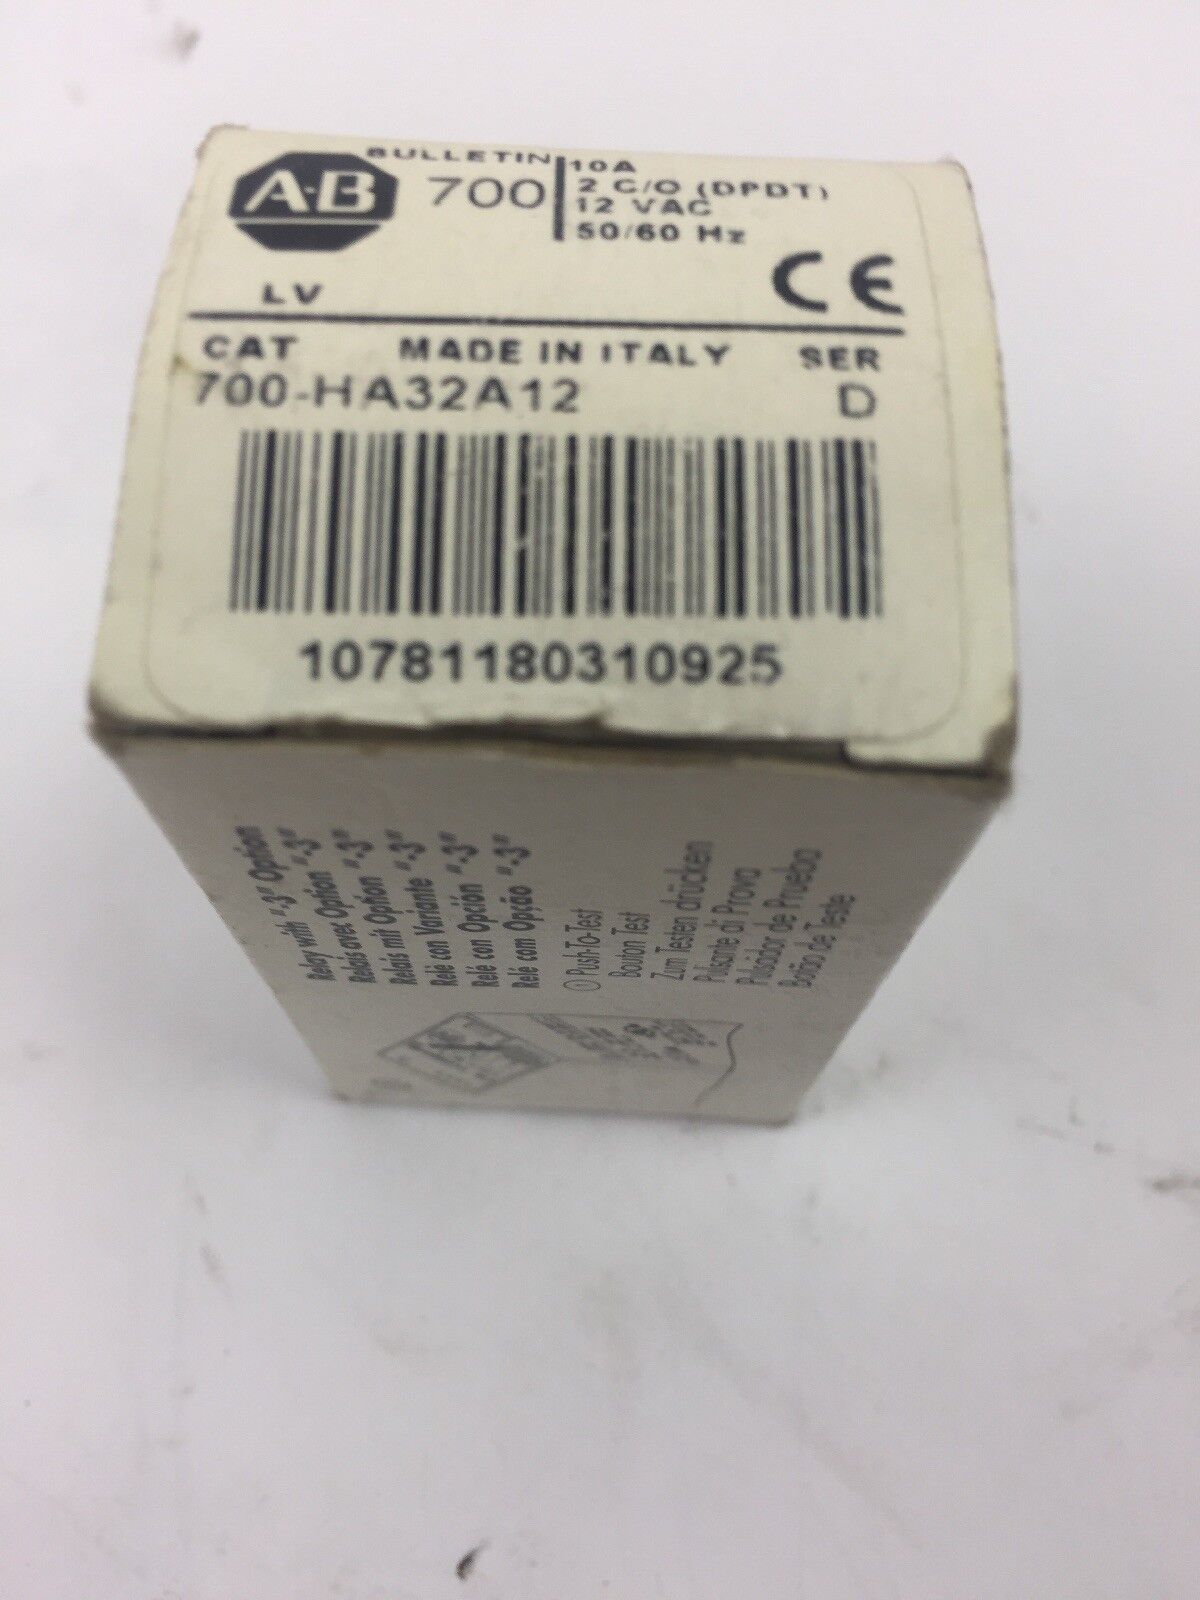 A-B
BULLETIN
700
10A
2 C/O (DPDT)
12 VAC
50/60 Hz
LV
CE
CAT MADE IN ITALY SER
700-HA32A12 D
10781180310925
Relay with "-3" Option
Relais avec Option "-3"
Relais mit Option "-3"
Relé con Variante "-3"
Relé con Opción "-3"
Relé com Opção "-3"
Push-To-Test
Bouton Test
Zum Testen drücken
Pulsante di Prova
Pulsador de Prueba
Botão de Teste